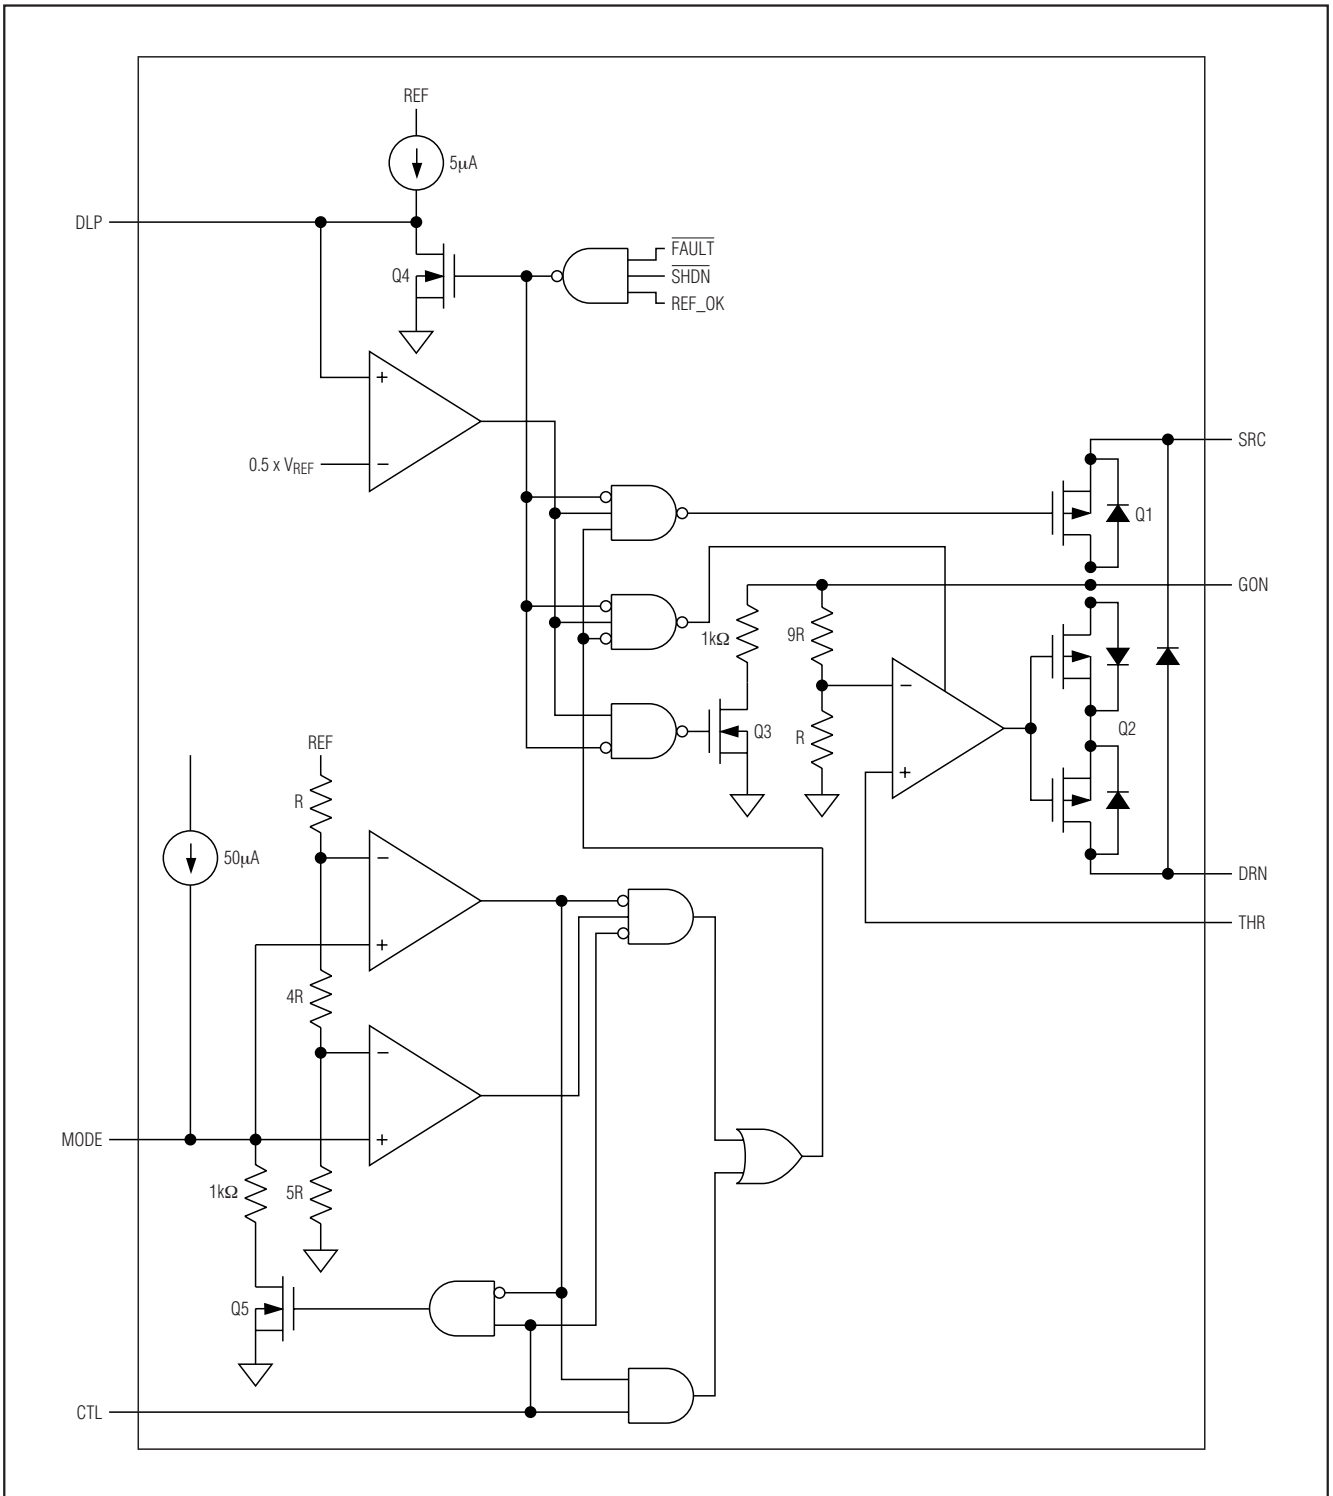 REF
5μA
DLP
Q4
FAULT
SHDN
REF_OK
+
0.5 x VREF
−
SRC
Q1
GON
1kΩ
9R
−
Q2
Q3
R
+
REF
R
50μA
−
DRN
THR
+
4R
−
MODE
+
1kΩ
5R
Q5
CTL